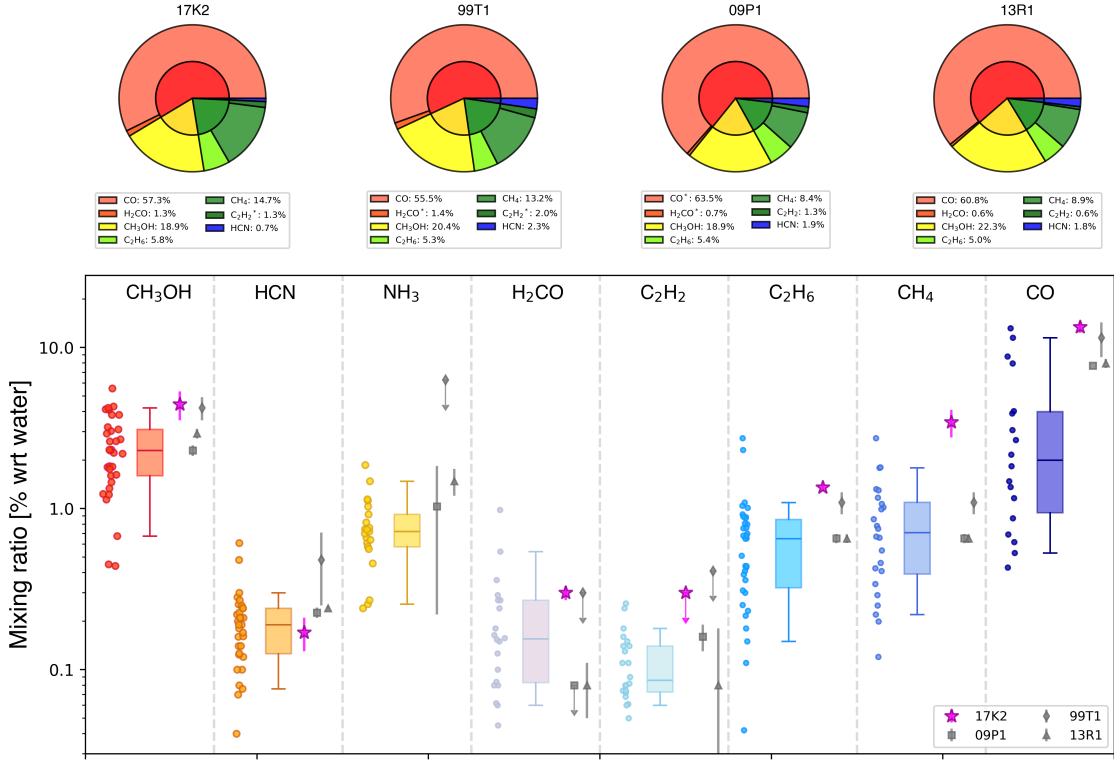 17K2
99T1
09P1
13R1
CO: 57.3%
CH₄: 14.7%
H₂CO: 1.3%
C₂H₂*: 1.3%
CH₃OH: 18.9%
HCN: 0.7%
C₂H₆: 5.8%
CO: 55.5%
CH₄: 13.2%
H₂CO*: 1.4%
C₂H₂*: 2.0%
CH₃OH: 20.4%
HCN: 2.3%
C₂H₆: 5.3%
CO*: 63.5%
CH₄: 8.4%
H₂CO*: 0.7%
C₂H₂: 1.3%
CH₃OH: 18.9%
HCN: 1.9%
C₂H₆: 5.4%
CO: 60.8%
CH₄: 8.9%
H₂CO: 0.6%
C₂H₂: 0.6%
CH₃OH: 22.3%
HCN: 1.8%
C₂H₆: 5.0%
CH₃OH
HCN
NH₃
H₂CO
C₂H₂
C₂H₆
CH₄
CO
Mixing ratio [% wrt water]
10.0
1.0
0.1
17K2
99T1
09P1
13R1